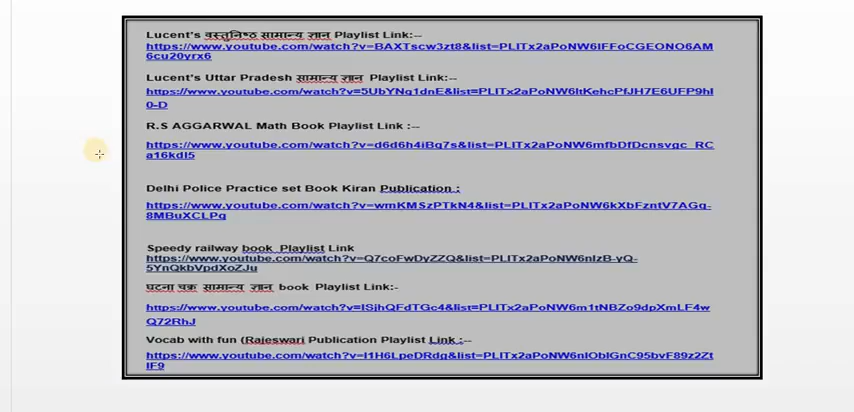 Lucent's वस्तुनिष्ठ सामान्य ज्ञान Playlist Link:--
https://www.youtube.com/watch?v=BAXTscw3zt8&list=PLITx2aPoNW6IFFoCGEONO6AM
6cu20yrx6
Lucent's Uttar Pradesh सामान्य ज्ञान Playlist Link:--
https://www.youtube.com/watch?v=5UbYNq1dnE&list=PLITx2aPoNW6ItKehcPfJH7E6UFP9hI
0-D
R.S AGGARWAL Math Book Playlist Link :--
https://www.youtube.com/watch?v=d6d6h4iBq7s&list=PLITx2aPoNW6mfbDfDcnsvgc_RC
a16kdI5
Delhi Police Practice set Book Kiran Publication :
https://www.youtube.com/watch?v=wmKMSzPTkN4&list=PLITx2aPoNW6kXbFzntV7AGq-
8MBuXCLPg
Speedy railway book Playlist Link
https://www.youtube.com/watch?v=Q7coFwDyZZQ&list=PLITx2aPoNW6nIzB-yQ-
5YnQkbVpdXoZJu
घटना चक्र सामान्य ज्ञान book Playlist Link:-
https://www.youtube.com/watch?v=ISjhQFdTGc4&list=PLITx2aPoNW6m1tNBZo9dpXmLF4w
Q72RhJ
Vocab with fun (Rajeswari Publication Playlist Link :--
https://www.youtube.com/watch?v=I1H6LpeDRdg&list=PLITx2aPoNW6nIObIGnC95bvF89z2Zt
IF9